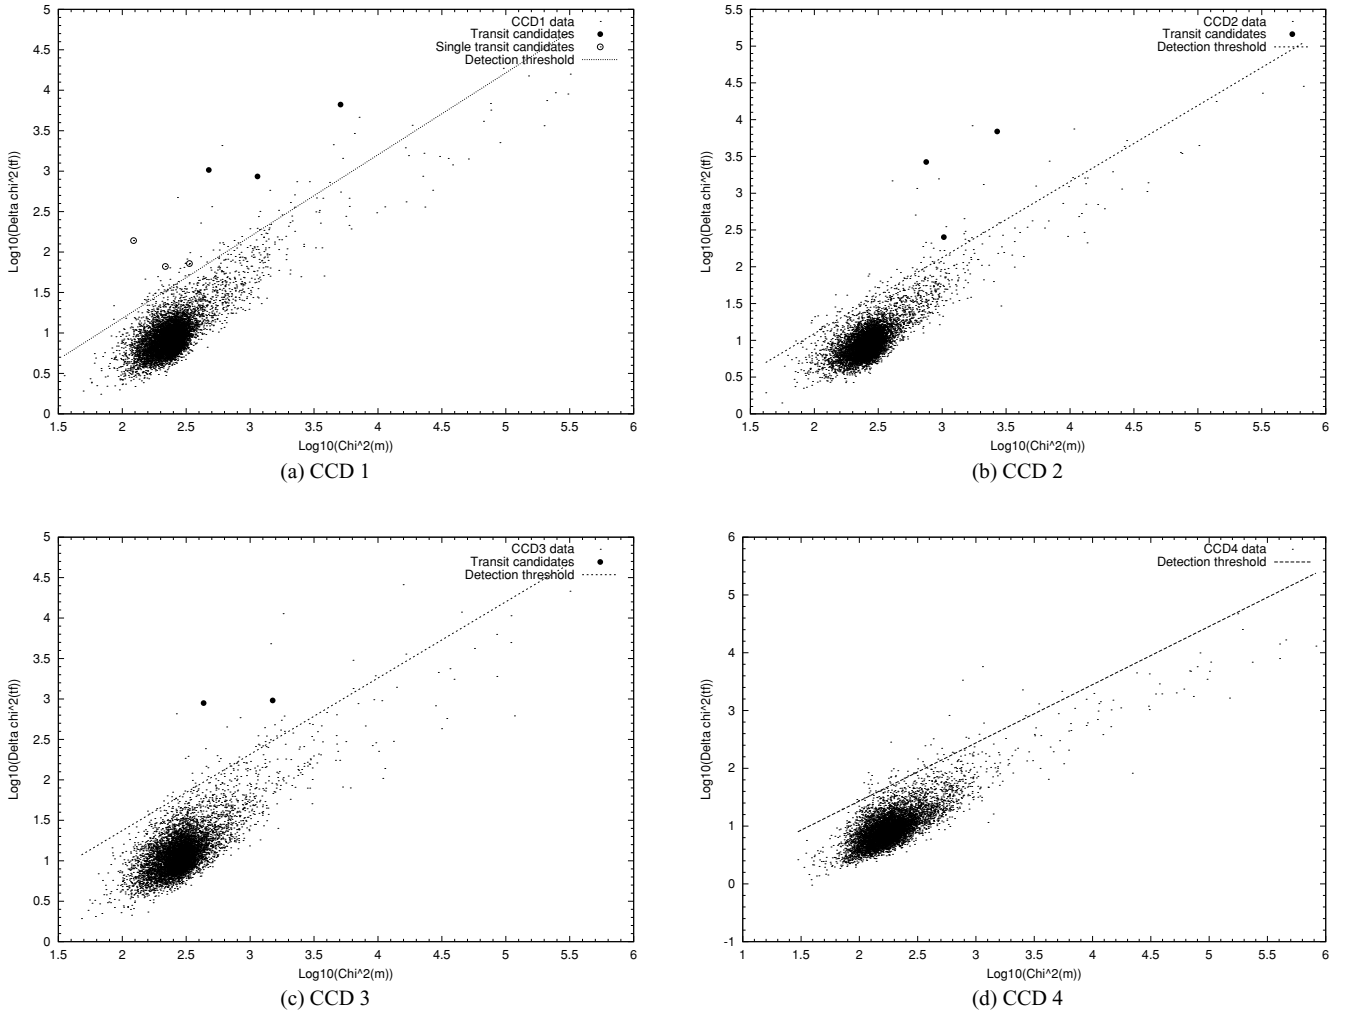 5
4.5
4
3.5
3
2.5
2
1.5
1
0.5
0
Log10(Delta chi^2(tf))
CCD1 data
Transit candidates
Single transit candidates
Detection threshold
1.5 2 2.5 3 3.5 4 4.5 5 5.5 6
Log10(Chi^2(m))
(a) CCD 1
5.5
5
4.5
4
3.5
3
2.5
2
1.5
1
0.5
0
Log10(Delta chi^2(tf))
CCD2 data
Transit candidates
Detection threshold
1.5 2 2.5 3 3.5 4 4.5 5 5.5 6
Log10(Chi^2(m))
(b) CCD 2
5
4.5
4
3.5
3
2.5
2
1.5
1
0.5
0
Log10(Delta chi^2(tf))
CCD3 data
Transit candidates
Detection threshold
1.5 2 2.5 3 3.5 4 4.5 5 5.5 6
Log10(Chi^2(m))
(c) CCD 3
6
5
4
3
2
1
0
-1
Log10(Delta chi^2(tf))
CCD4 data
Detection threshold
1 1.5 2 2.5 3 3.5 4 4.5 5 5.5 6
Log10(Chi^2(m))
(d) CCD 4